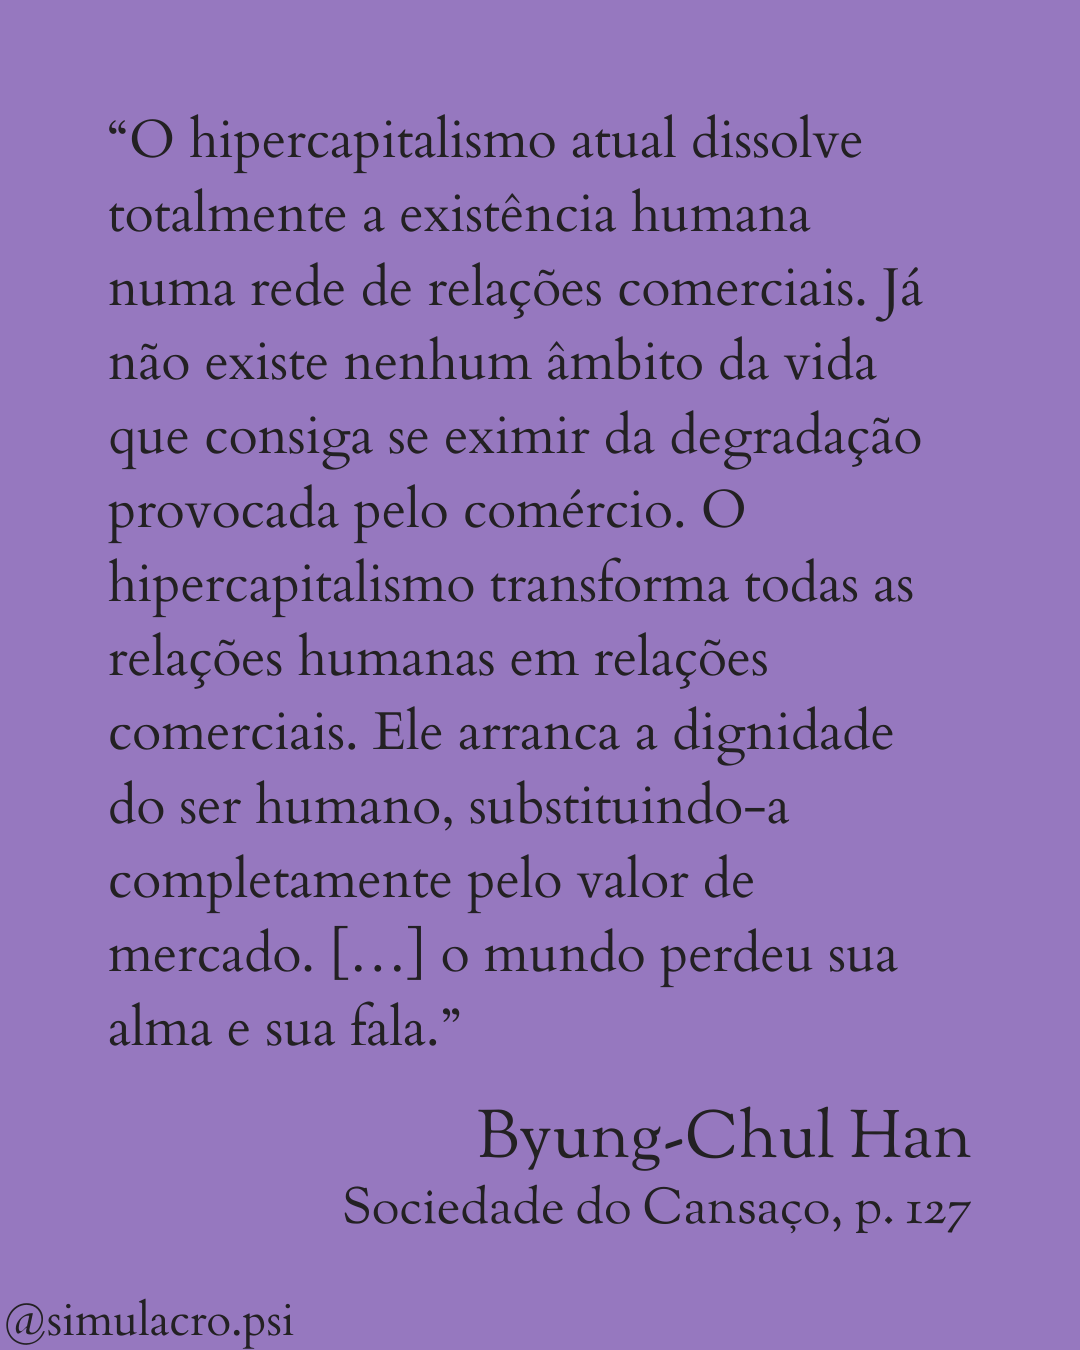 “O hipercapitalismo atual dissolve
totalmente a existência humana
numa rede de relações comerciais. Já
não existe nenhum âmbito da vida
que consiga se eximir da degradação
provocada pelo comércio. O
hipercapitalismo transforma todas as
relações humanas em relações
comerciais. Ele arranca a dignidade
do ser humano, substituindo-a
completamente pelo valor de
mercado. […] o mundo perdeu sua
alma e sua fala.”
Byung-Chul Han
Sociedade do Cansaço, p. 127
@simulacro.psi